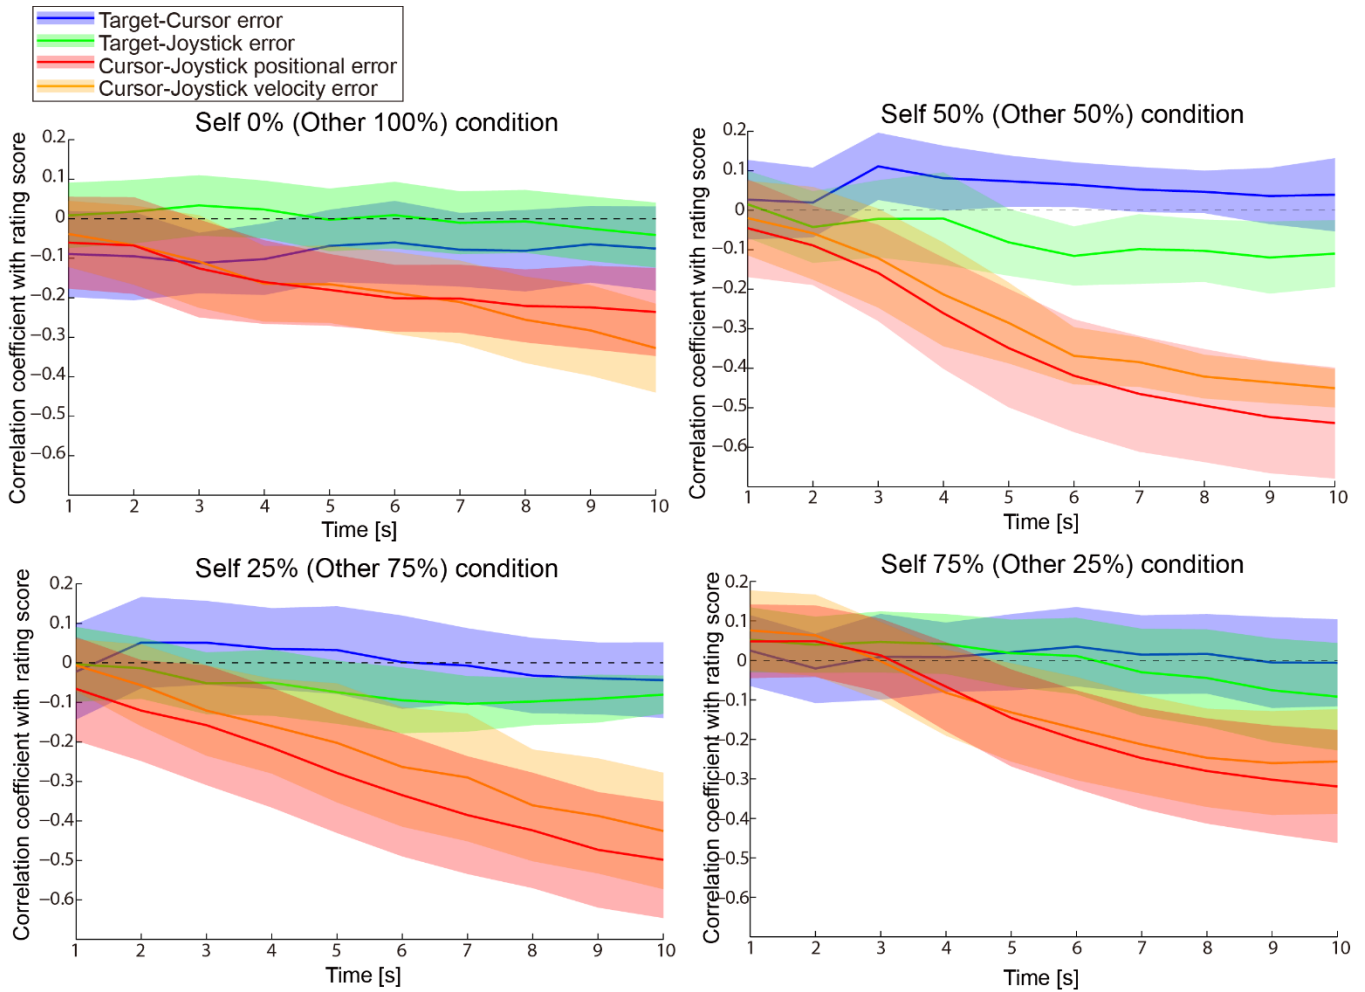 Target-Cursor error
Target-Joystick error
Cursor-Joystick positional error
Cursor-Joystick velocity error
Self 0% (Other 100%) condition
Correlation coefficient with rating score
0.2
0.1
0
−0.1
−0.2
−0.3
−0.4
−0.5
−0.6
1 2 3 4 5 6 7 8 9 10
Time [s]
Self 50% (Other 50%) condition
Correlation coefficient with rating score
0.2
0.1
0
−0.1
−0.2
−0.3
−0.4
−0.5
−0.6
1 2 3 4 5 6 7 8 9 10
Time [s]
Self 25% (Other 75%) condition
Correlation coefficient with rating score
0.2
0.1
0
−0.1
−0.2
−0.3
−0.4
−0.5
−0.6
1 2 3 4 5 6 7 8 9 10
Time [s]
Self 75% (Other 25%) condition
Correlation coefficient with rating score
0.2
0.1
0
−0.1
−0.2
−0.3
−0.4
−0.5
−0.6
1 2 3 4 5 6 7 8 9 10
Time [s]